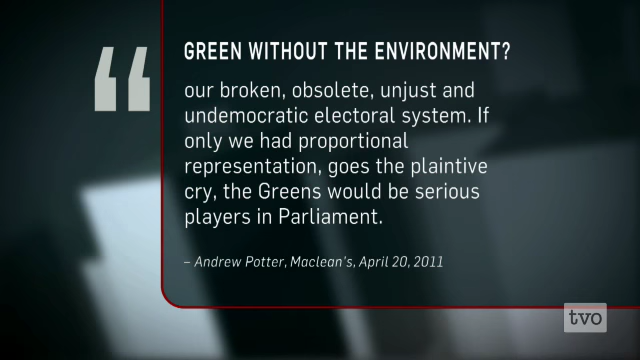 “
GREEN WITHOUT THE ENVIRONMENT?
our broken, obsolete, unjust and
undemocratic electoral system. If
only we had proportional
representation, goes the plaintive
cry, the Greens would be serious
players in Parliament.
– Andrew Potter, Maclean's, April 20, 2011
tvo